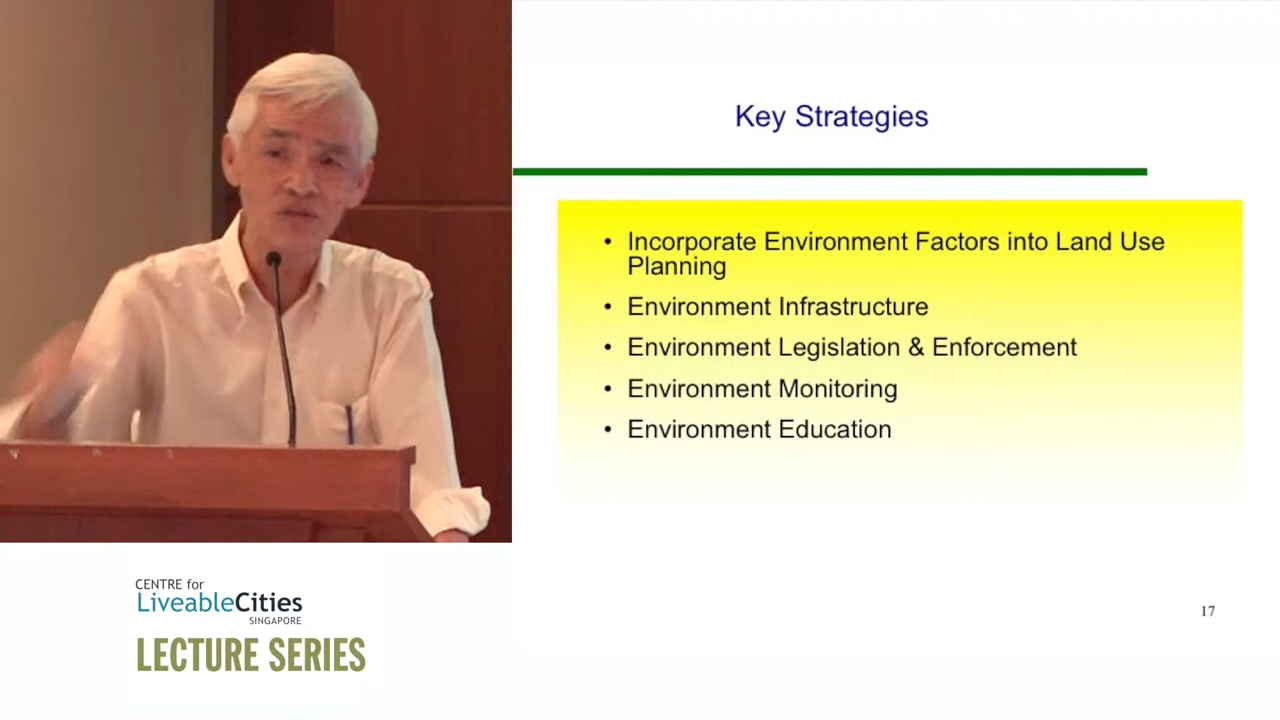 Key Strategies
• Incorporate Environment Factors into Land Use
Planning
• Environment Infrastructure
• Environment Legislation & Enforcement
• Environment Monitoring
• Environment Education
17
CENTRE for
LiveableCities
SINGAPORE
LECTURE SERIES